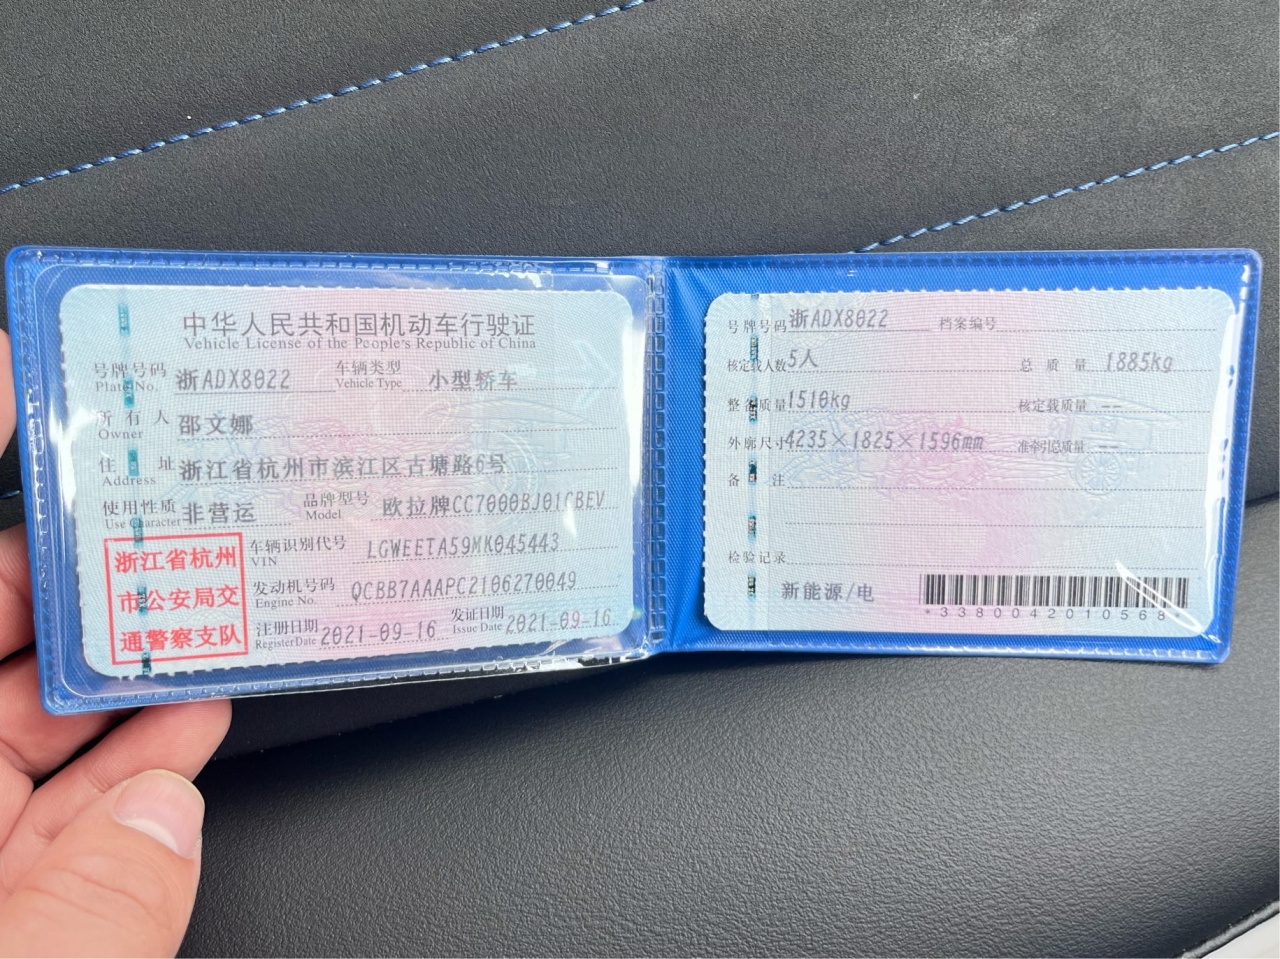 中华人民共和国机动车行驶证
Vehicle License of the People's Republic of China
号牌号码 浙ADX8022 车辆类型 小型轿车
Plate No. Vehicle Type
所有人 邵文娜
Owner
住址 浙江省杭州市滨江区古塘路6号
Address
使用性质 非营运 品牌型号 欧拉牌CC7000BJ01CBEV
Use Character Model
浙江省杭州
市公安局交
通警察支队
车辆识别代号 LGWEETA59MK045443
VIN
发动机号码 QCBB7AAAPC2106270049
Engine No.
注册日期 2021-09-16 发证日期 2021-09-16
Register Date Issue Date
号牌号码 浙ADX8022 档案编号
核定载人数 5人 总质量 1885kg
整备质量 1510kg 核定载质量 --
外廓尺寸 4235×1825×1596mm 准牵引总质量 --
备注
检验记录
新能源/电
*3380042010568